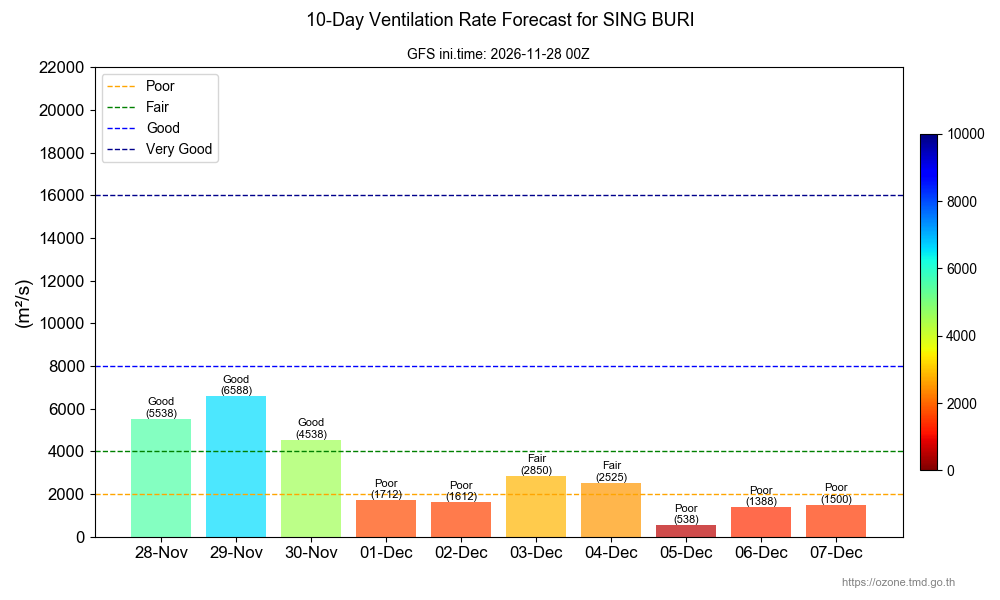 10-Day Ventilation Rate Forecast for SING BURI
GFS ini.time: 2026-11-28 00Z
22000
20000
18000
16000
14000
12000
10000
8000
6000
4000
2000
0
(m²/s)
Poor
Fair
Good
Very Good
Good
(5538)
Good
(6588)
Good
(4538)
Poor
(1712)
Poor
(1612)
Fair
(2850)
Fair
(2525)
Poor
(538)
Poor
(1388)
Poor
(1500)
28-Nov
29-Nov
30-Nov
01-Dec
02-Dec
03-Dec
04-Dec
05-Dec
06-Dec
07-Dec
10000
8000
6000
4000
2000
0
https://ozone.tmd.go.th